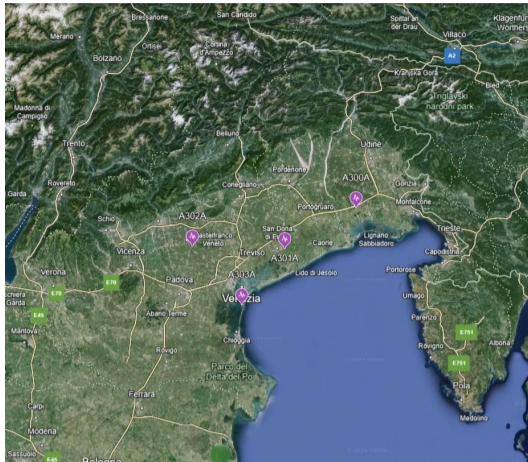 Bressanone
San Candido
Spittal an
der Drau
Villaco
Klagenfur
Worthers
Merano
Ortisei
Cortina
d'Ampezzo
A2
Bolzano
Kranjska Gora
Bled
Madonna di
Campiglio
Triglavski
narodni park
Trento
Belluno
Udine
Pordenone
A300A
Gorizia
Garda
Rovereto
Conegliano
Portogruaro
Monfalcone
Schio
A302A
Castelfranco
Veneto
San Donà
di Piave
Caorle
Lignano
Sabbiadoro
Trieste
Vicenza
Treviso
A301A
Capodistria
Verona
Padova
A303A
Lido di Jesolo
Portorose
E70
E70
Venezia
Umago
Garda
Abano Terme
E45
Parenzo
Mantova
Chioggia
E751
Rovigo
Rovigno
Albona
Parco del
Delta del Po
E751
Ferrara
Pola
Carpi
Medolino
Modena
Sassuolo
E45
Bologna